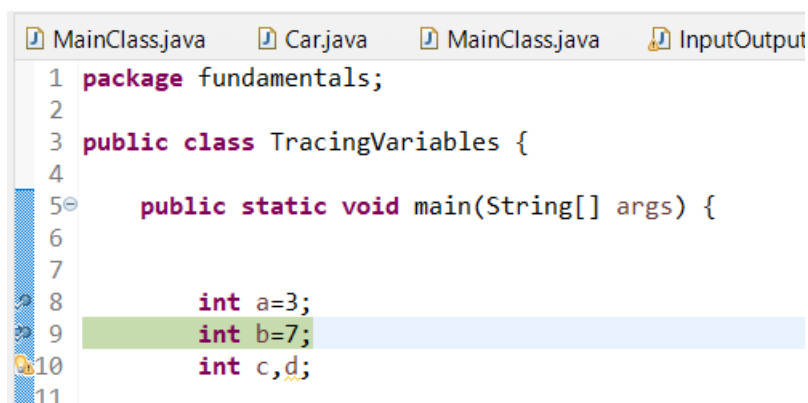 MainClass.java Car.java MainClass.java InputOutput
1 package fundamentals;
2
3 public class TracingVariables {
4
5 public static void main(String[] args) {
6
7
8 int a=3;
9 int b=7;
10 int c,d;
11